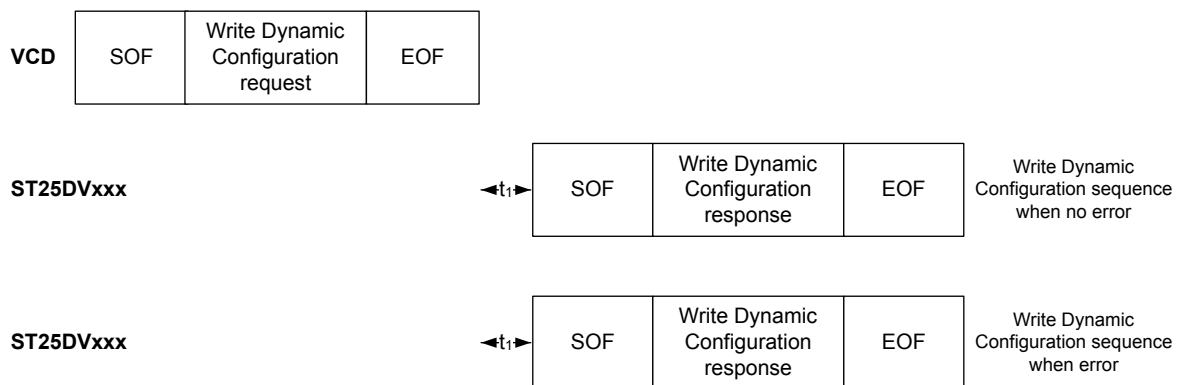 VCD
SOF
Write Dynamic
Configuration
request
EOF
ST25DVxxx
t1
SOF
Write Dynamic
Configuration
response
EOF
Write Dynamic
Configuration sequence
when no error
ST25DVxxx
t1
SOF
Write Dynamic
Configuration
response
EOF
Write Dynamic
Configuration sequence
when error